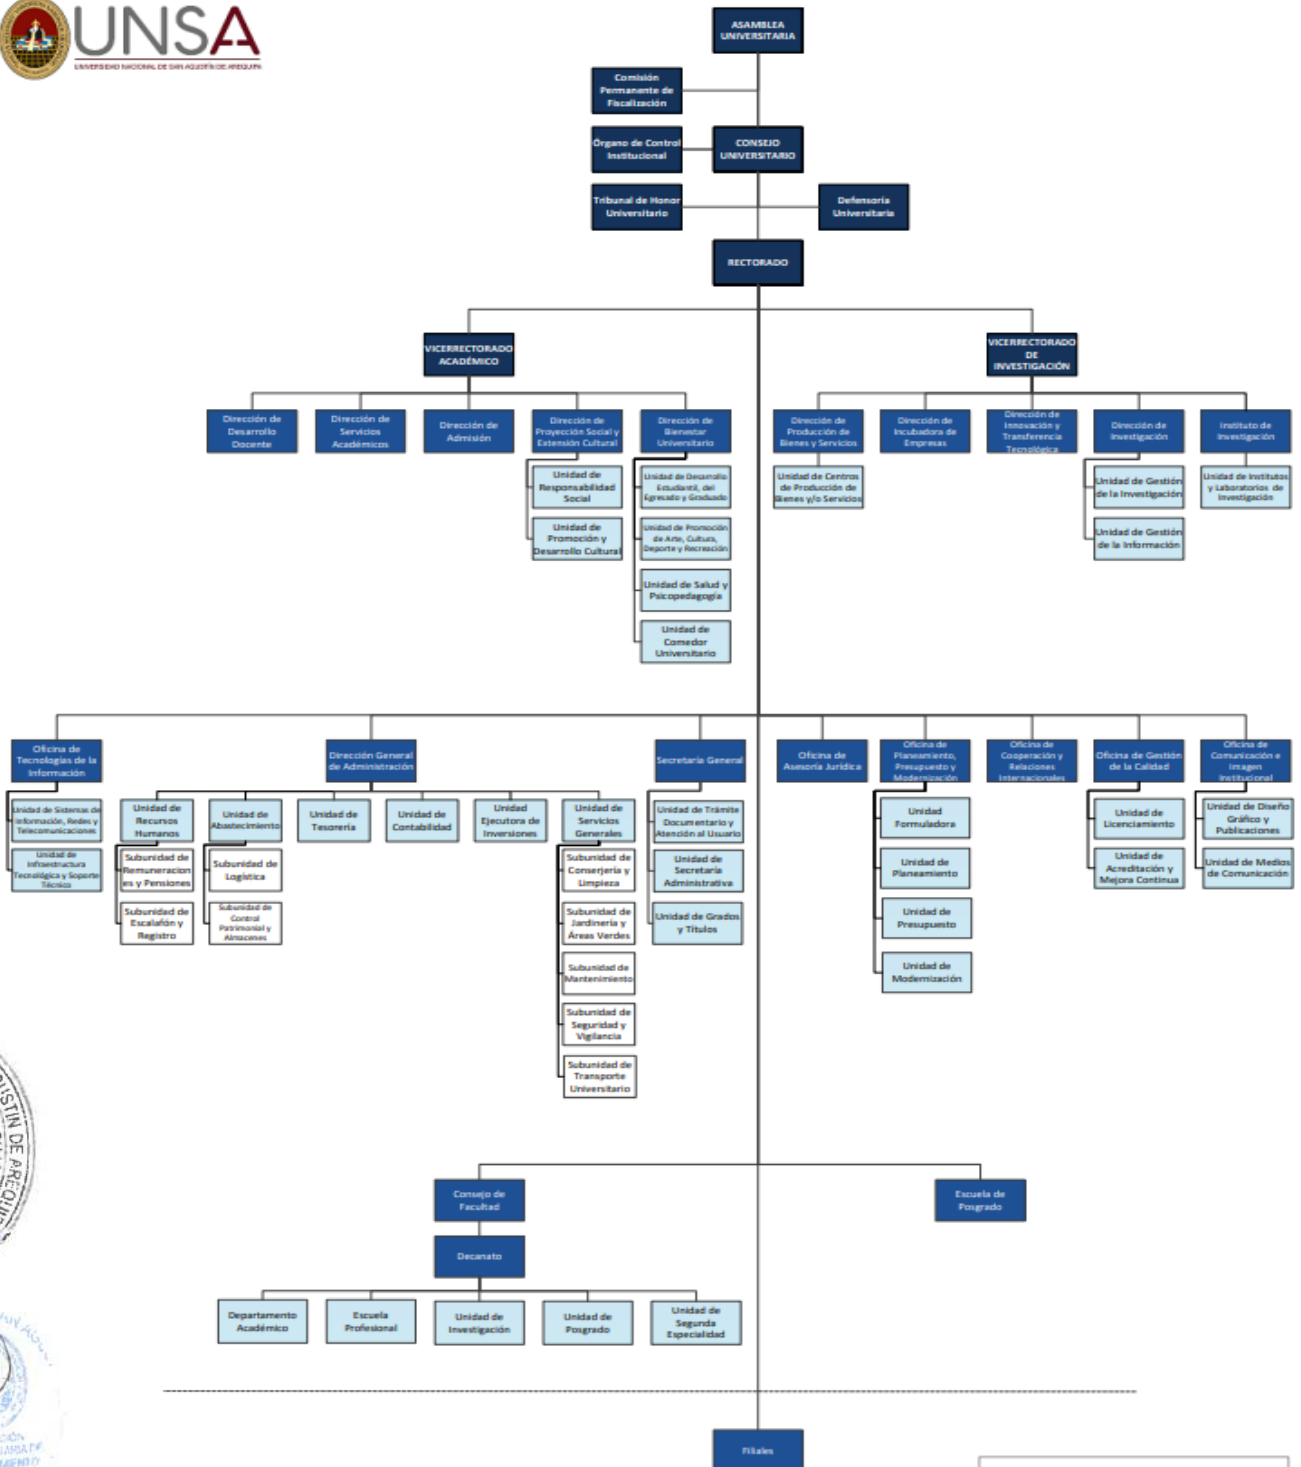 UNSA
UNIVERSIDAD NACIONAL DE SAN AGUSTÍN DE AREQUIPA
ASAMBLEA
UNIVERSITARIA
Comisión
Permanente de
Fiscalización
Órgano de Control
Institucional
CONSEJO
UNIVERSITARIO
Tribunal de Honor
Universitario
Defensoría
Universitaria
RECTORADO
VICERRECTORADO
ACADÉMICO
VICERRECTORADO
DE
INVESTIGACIÓN
Dirección de
Desarrollo
Docente
Dirección de
Servicios
Académicos
Dirección de
Admisión
Dirección de
Proyección Social y
Extensión Cultural
Dirección de
Bienestar
Universitario
Dirección de
Producción de
Bienes y Servicios
Dirección de
Incubadora de
Empresas
Dirección de
Innovación y
Transferencia
Tecnológica
Dirección de
Investigación
Instituto de
Investigación
Unidad de
Responsabilidad
Social
Unidad de
Promoción y
Desarrollo Cultural
Unidad de Desarrollo
Estudiantil, del
Egresado y Graduado
Unidad de Promoción
de Arte, Cultura,
Deporte y Recreación
Unidad de Salud y
Psicopedagogía
Unidad de
Comedor
Universitario
Unidad de Centros
de Producción de
Bienes y/o Servicios
Unidad de Gestión
de la Investigación
Unidad de Gestión
de la Información
Unidad de Institutos
y Laboratorios de
Investigación
Oficina de
Tecnologías de la
Información
Dirección General
de Administración
Secretaría General
Oficina de
Asesoría Jurídica
Oficina de
Planeamiento,
Presupuesto y
Modernización
Oficina de
Cooperación y
Relaciones
Internacionales
Oficina de Gestión
de la Calidad
Oficina de
Comunicación e
Imagen
Institucional
Unidad de Sistemas de
Información, Redes y
Telecomunicaciones
Unidad de
Infraestructura
Tecnológica y Soporte
Técnico
Unidad de
Recursos
Humanos
Subunidad de
Remuneracion
es y Pensiones
Subunidad de
Escalafón y
Registro
Unidad de
Abastecimiento
Subunidad de
Logística
Subunidad de
Control
Patrimonial y
Almacenes
Unidad de
Tesorería
Unidad de
Contabilidad
Unidad
Ejecutora de
Inversiones
Unidad de
Servicios
Generales
Subunidad de
Conserjería y
Limpieza
Subunidad de
Jardinería y
Áreas Verdes
Subunidad de
Mantenimiento
Subunidad de
Seguridad y
Vigilancia
Subunidad de
Transporte
Universitario
Unidad de Trámite
Documentario y
Atención al Usuario
Unidad de
Secretaría
Administrativa
Unidad de Grados
y Títulos
Unidad
Formuladora
Unidad de
Planeamiento
Unidad de
Presupuesto
Unidad de
Modernización
Unidad de
Licenciamiento
Unidad de
Acreditación y
Mejora Continua
Unidad de Diseño
Gráfico y
Publicaciones
Unidad de Medios
de Comunicación
Consejo de
Facultad
Escuela de
Posgrado
Decanato
Departamento
Académico
Escuela
Profesional
Unidad de
Investigación
Unidad de
Posgrado
Unidad de
Segunda
Especialidad
Filiales